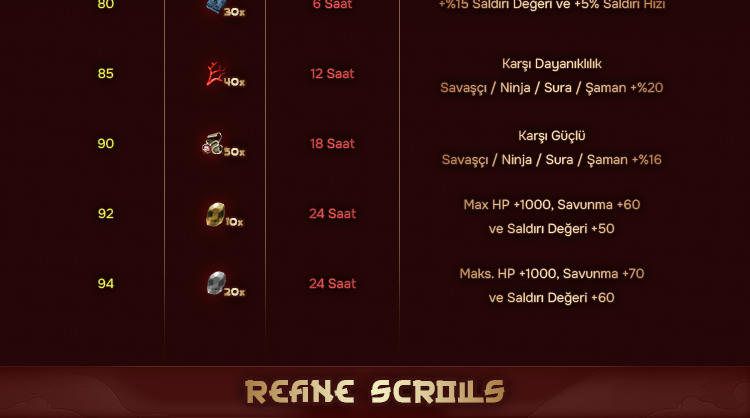 80
30x
6 Saat
+%15 Saldırı Değeri ve +5% Saldırı Hızı
85
40x
12 Saat
Karşı Dayanıklılık
Savaşçı / Ninja / Sura / Şaman +%20
90
50x
18 Saat
Karşı Güçlü
Savaşçı / Ninja / Sura / Şaman +%16
92
10x
24 Saat
Max HP +1000, Savunma +60
ve Saldırı Değeri +50
94
20x
24 Saat
Maks. HP +1000, Savunma +70
ve Saldırı Değeri +60
REFINE SCROLLS